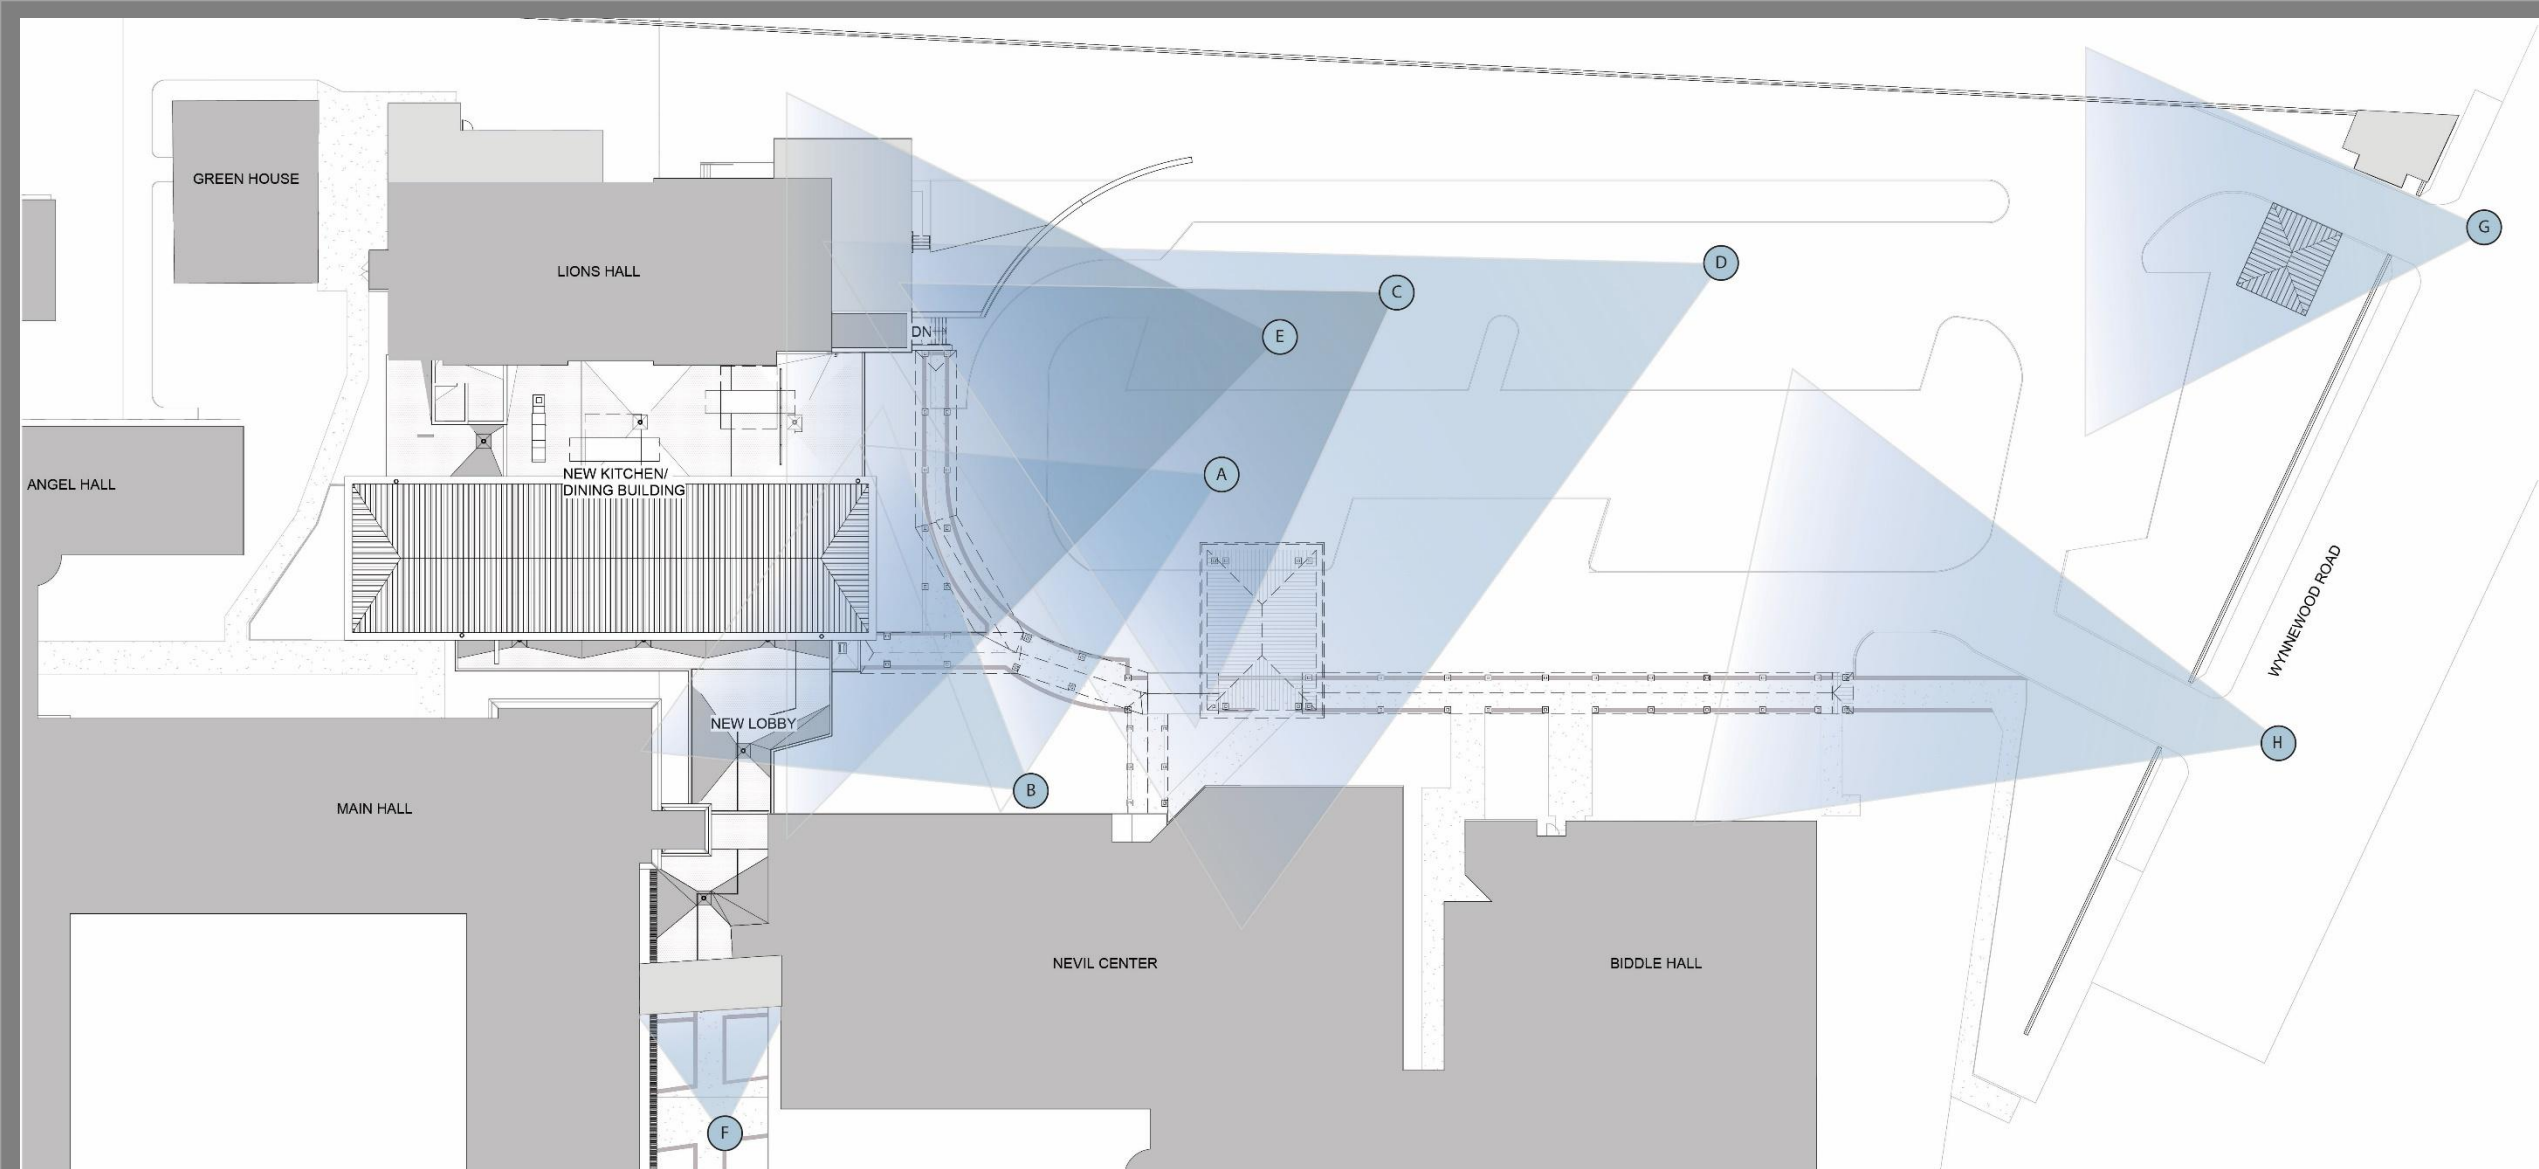 GREEN HOUSE
G
LIONS HALL
D
C
DN
E
NEW KITCHEN/
DINING BUILDING
A
ANGEL HALL
WYNNEWOOD ROAD
NEW LOBBY
H
B
MAIN HALL
NEVIL CENTER
BIDDLE HALL
F